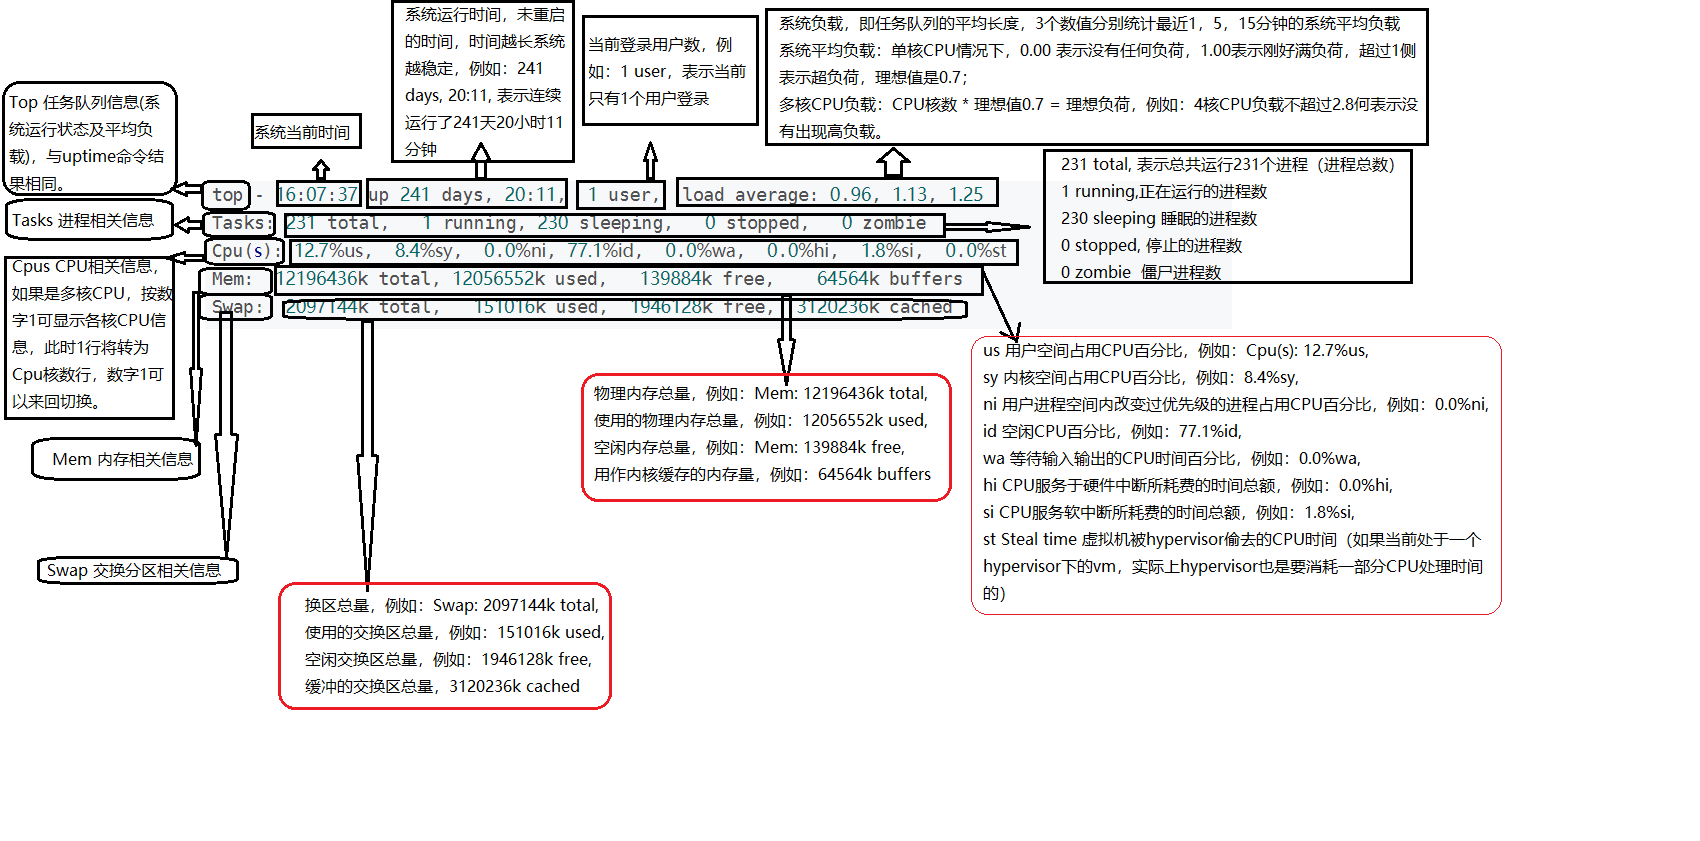 系统运行时间，未重启
的时间，时间越长系统
越稳定，例如：241
days, 20:11, 表示连续
运行了241天20小时11
分钟
当前登录用户数，例
如：1 user，表示当前
只有1个用户登录
系统负载，即任务队列的平均长度，3个数值分别统计最近1，5，15分钟的系统平均负载
系统平均负载：单核CPU情况下，0.00 表示没有任何负荷，1.00表示刚好满负荷，超过1侧
表示超负荷，理想值是0.7；
多核CPU负载：CPU核数 * 理想值0.7 = 理想负荷，例如：4核CPU负载不超过2.8何表示没
有出现高负载。
Top 任务队列信息(系
统运行状态及平均负
载)，与uptime命令结
果相同。
系统当前时间
231 total, 表示总共运行231个进程（进程总数）
1 running,正在运行的进程数
230 sleeping 睡眠的进程数
0 stopped, 停止的进程数
0 zombie 僵尸进程数
top - 16:07:37 up 241 days, 20:11, 1 user, load average: 0.96, 1.13, 1.25
Tasks 进程相关信息
Tasks: 231 total, 1 running, 230 sleeping, 0 stopped, 0 zombie
Cpu(s): 12.7%us, 8.4%sy, 0.0%ni, 77.1%id, 0.0%wa, 0.0%hi, 1.8%si, 0.0%st
Mem: 12196436k total, 12056552k used, 139884k free, 64564k buffers
Swap: 2097144k total, 151016k used, 1946128k free, 3120236k cached
Cpus CPU相关信息，
如果是多核CPU，按数
字1可显示各核CPU信
息，此时1行将转为
Cpu核数行，数字1可
以来回切换。
Mem 内存相关信息
Swap 交换分区相关信息
物理内存总量，例如：Mem: 12196436k total,
使用的物理内存总量，例如：12056552k used,
空闲内存总量，例如：Mem: 139884k free,
用作内核缓存的内存量，例如：64564k buffers
us 用户空间占用CPU百分比，例如：Cpu(s): 12.7%us,
sy 内核空间占用CPU百分比，例如：8.4%sy,
ni 用户进程空间内改变过优先级的进程占用CPU百分比，例如：0.0%ni,
id 空闲CPU百分比，例如：77.1%id,
wa 等待输入输出的CPU时间百分比，例如：0.0%wa,
hi CPU服务于硬件中断所耗费的时间总额，例如：0.0%hi,
si CPU服务软中断所耗费的时间总额，例如：1.8%si,
st Steal time 虚拟机被hypervisor偷去的CPU时间（如果当前处于一个
hypervisor下的vm，实际上hypervisor也是要消耗一部分CPU处理时间
的）
换区总量，例如：Swap: 2097144k total,
使用的交换区总量，例如：151016k used,
空闲交换区总量，例如：1946128k free,
缓冲的交换区总量，3120236k cached